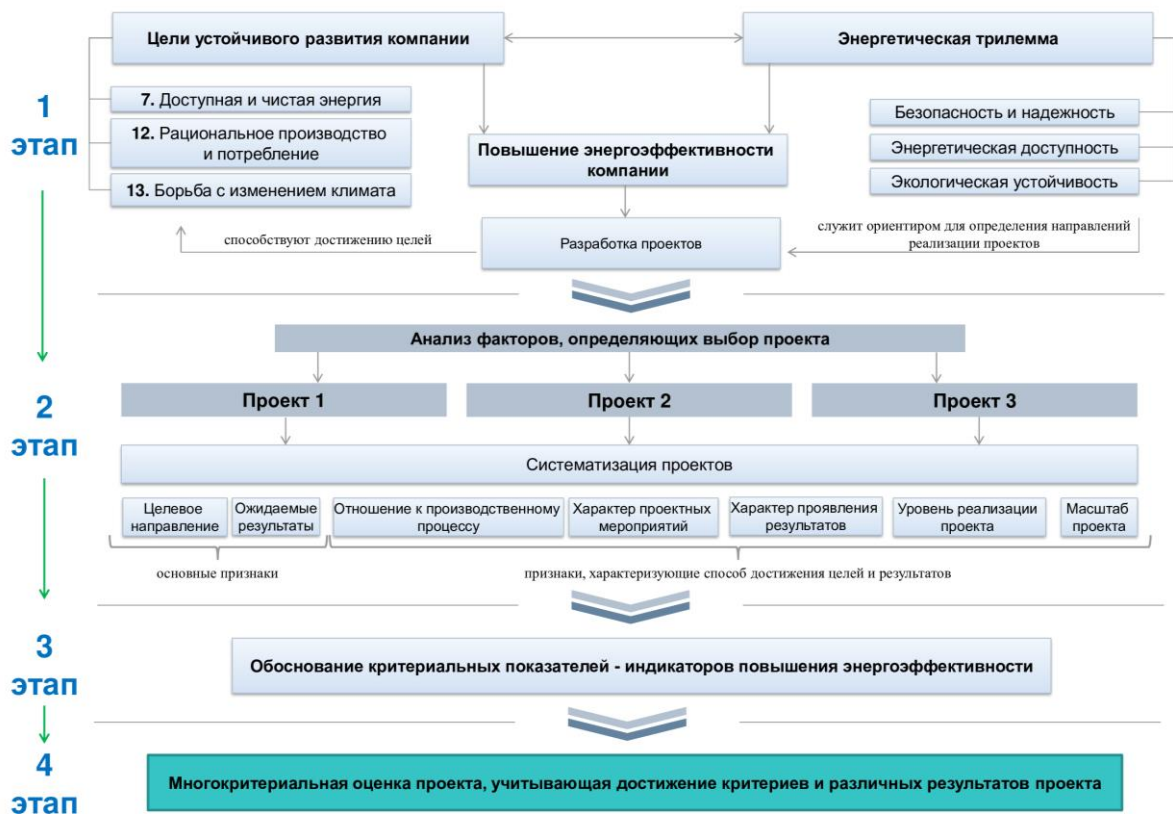 Цели устойчивого развития компании
Энергетическая трилемма
1
этап
7. Доступная и чистая энергия
12. Рациональное производство
и потребление
13. Борьба с изменением климата
Повышение энергоэффективности
компании
Безопасность и надежность
Энергетическая доступность
Экологическая устойчивость
способствуют достижению целей
Разработка проектов
служит ориентиром для определения направлений
реализации проектов
Анализ факторов, определяющих выбор проекта
2
этап
Проект 1
Проект 2
Проект 3
Систематизация проектов
Целевое
направление
Ожидаемые
результаты
Отношение к производственному
процессу
Характер проектных
мероприятий
Характер проявления
результатов
Уровень реализации
проекта
Масштаб
проекта
основные признаки
признаки, характеризующие способ достижения целей и результатов
3
этап
Обоснование критериальных показателей - индикаторов повышения энергоэффективности
4
этап
Многокритериальная оценка проекта, учитывающая достижение критериев и различных результатов проекта